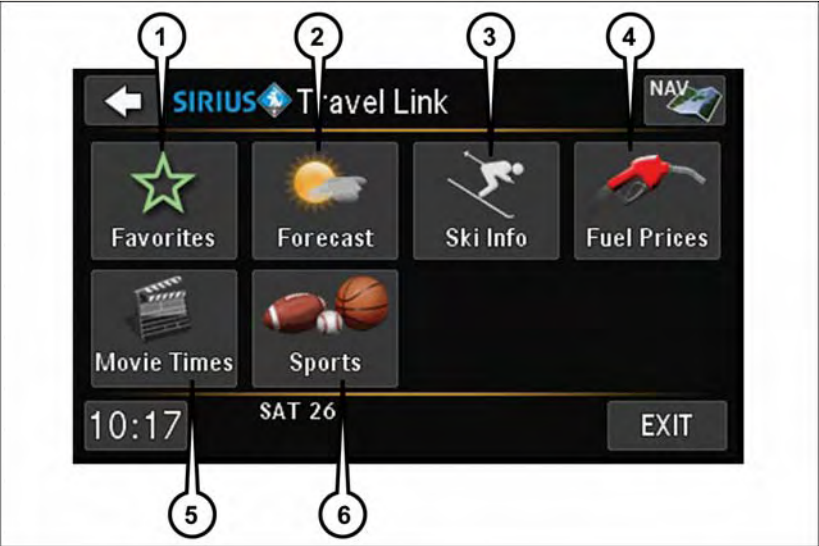 1 2 3 4
SIRIUS Travel Link
NAV
Favorites Forecast Ski Info Fuel Prices
Movie Times Sports
10:17 SAT 26 EXIT
5 6